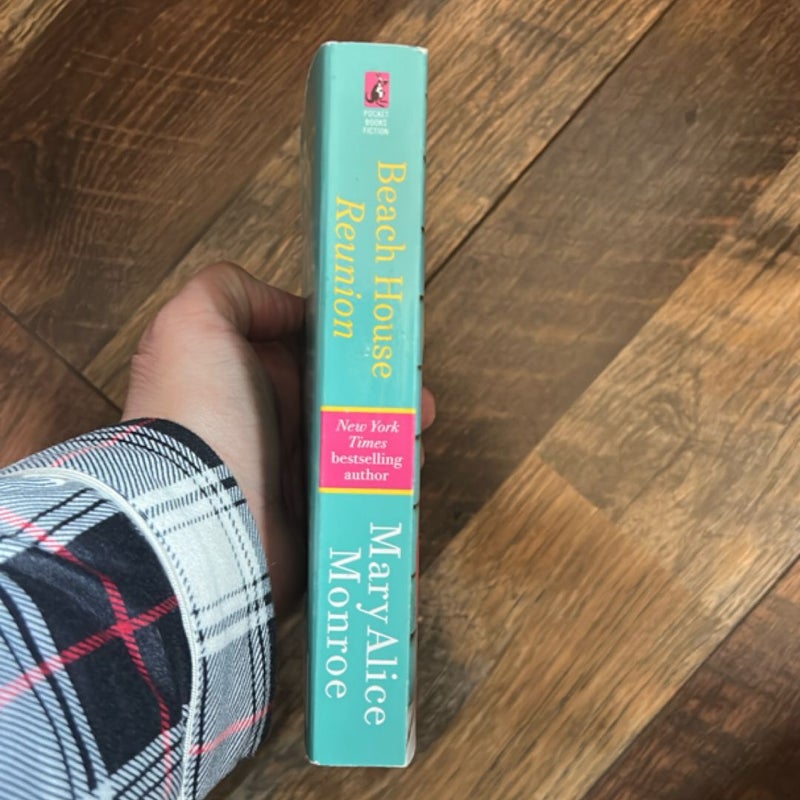 POCKET
BOOKS
FICTION
Beach House
Reunion
New York
Times
bestselling
author
Mary Alice
Monroe